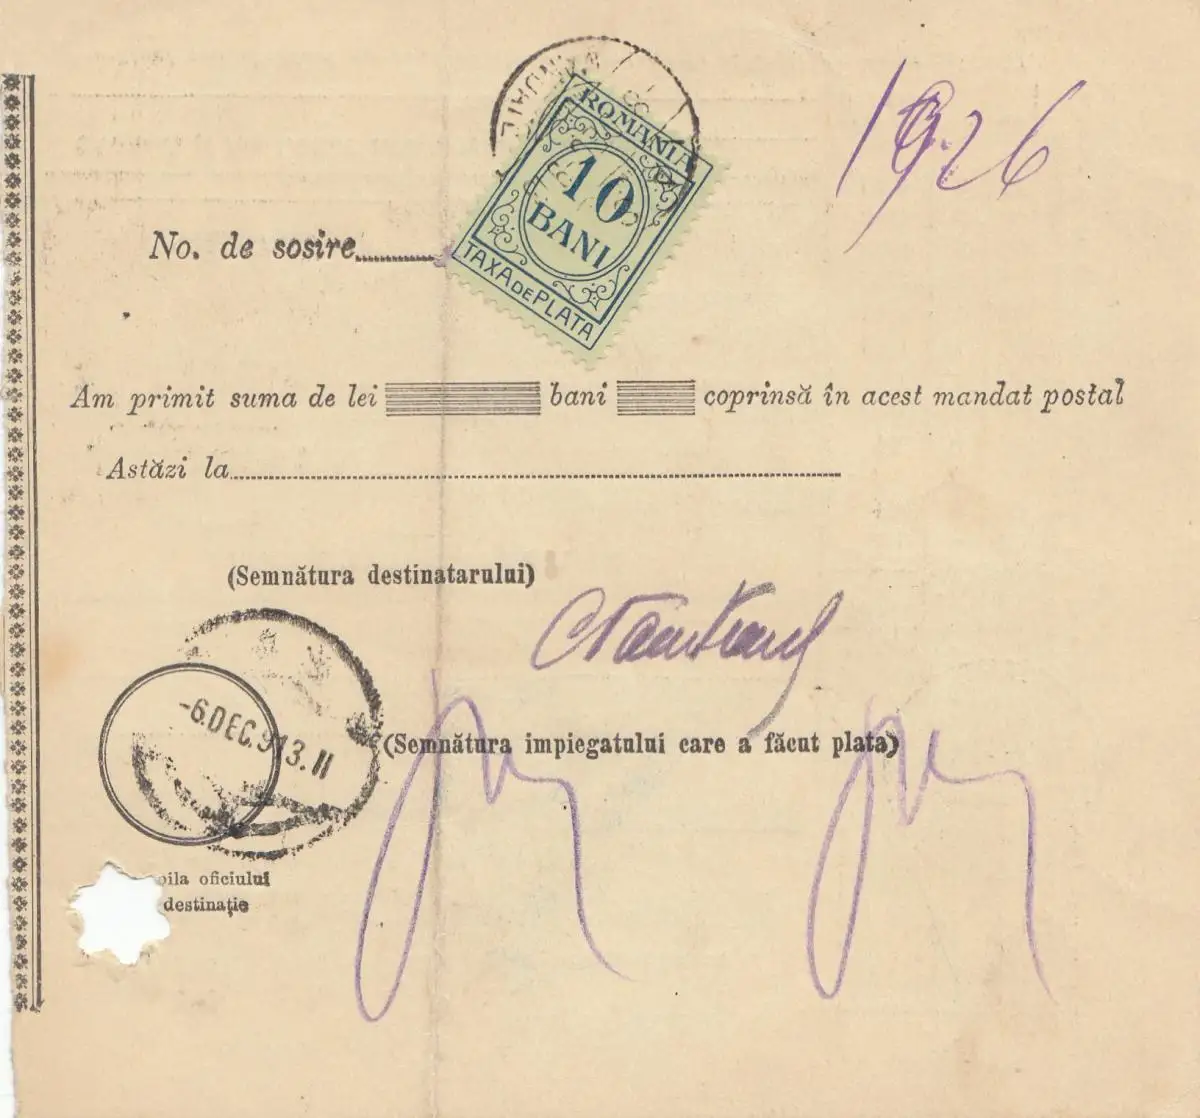 1926
ROMANIA
10
BANI
TAXA DE PLATA
No. de sosire
Am primit suma de lei bani coprinsă în acest mandat postal
Astăzi la
(Semnătura destinatarului)
-6.DEC.913.11
(Semnătura impiegatului care a făcut plata)
oficiului
destinație